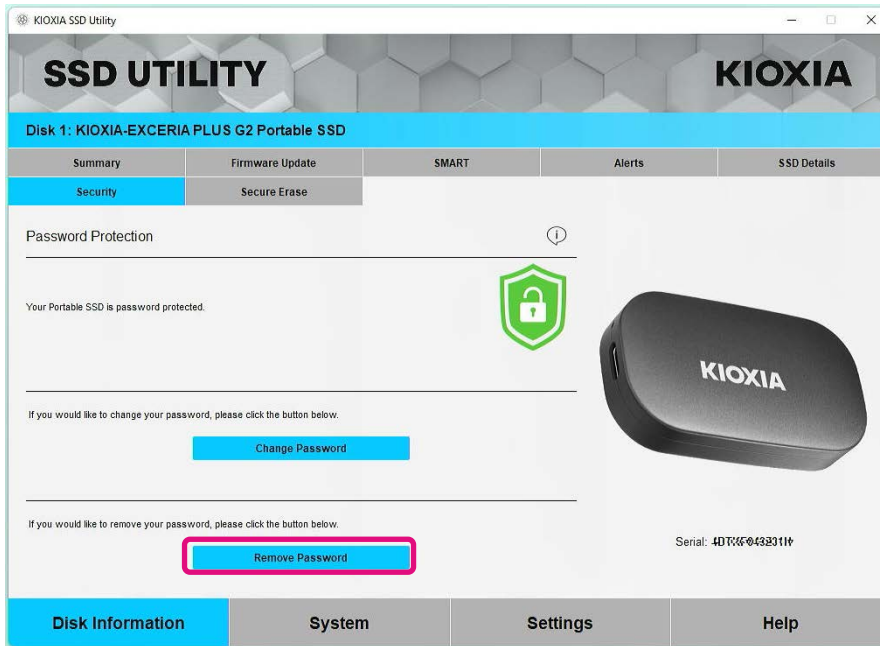 KIOXIA SSD Utility
SSD UTILITY
KIOXIA
Disk 1: KIOXIA-EXCERIA PLUS G2 Portable SSD
Summary
Firmware Update
SMART
Alerts
SSD Details
Security
Secure Erase
Password Protection
Your Portable SSD is password protected.
KIOXIA
If you would like to change your password, please click the button below.
Change Password
If you would like to remove your password, please click the button below.
Remove Password
Serial:
Disk Information
System
Settings
Help